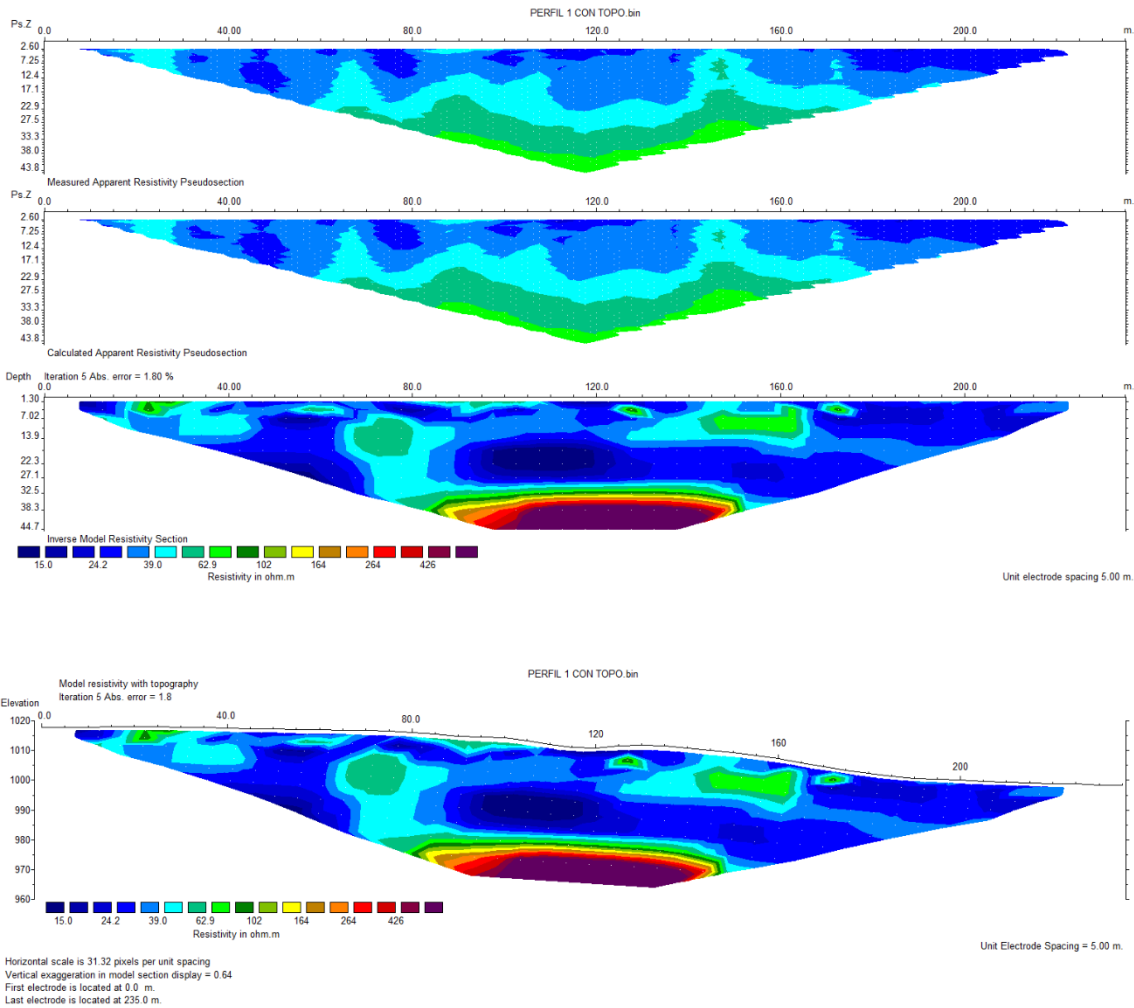 PERFIL 1 CON TOPO.bin
Ps.Z
0.0 40.00 80.0 120.0 160.0 200.0 m.
2.60
7.25
12.4
17.1
22.9
27.5
33.3
38.0
43.8
Measured Apparent Resistivity Pseudosection
Ps.Z
0.0 40.00 80.0 120.0 160.0 200.0 m.
2.60
7.25
12.4
17.1
22.9
27.5
33.3
38.0
43.8
Calculated Apparent Resistivity Pseudosection
Depth Iteration 5 Abs. error = 1.80 %
0.0 40.00 80.0 120.0 160.0 200.0 m.
1.30
7.02
13.9
22.3
27.1
32.5
38.3
44.7
Inverse Model Resistivity Section
15.0 24.2 39.0 62.9 102 164 264 426
Resistivity in ohm.m
Unit electrode spacing 5.00 m.
PERFIL 1 CON TOPO.bin
Model resistivity with topography
Iteration 5 Abs. error = 1.8
Elevation
0.0 40.0 80.0 120 160 200
1020
1010
1000
990
980
970
960
15.0 24.2 39.0 62.9 102 164 264 426
Resistivity in ohm.m
Unit Electrode Spacing = 5.00 m.
Horizontal scale is 31.32 pixels per unit spacing
Vertical exaggeration in model section display = 0.64
First electrode is located at 0.0 m.
Last electrode is located at 235.0 m.